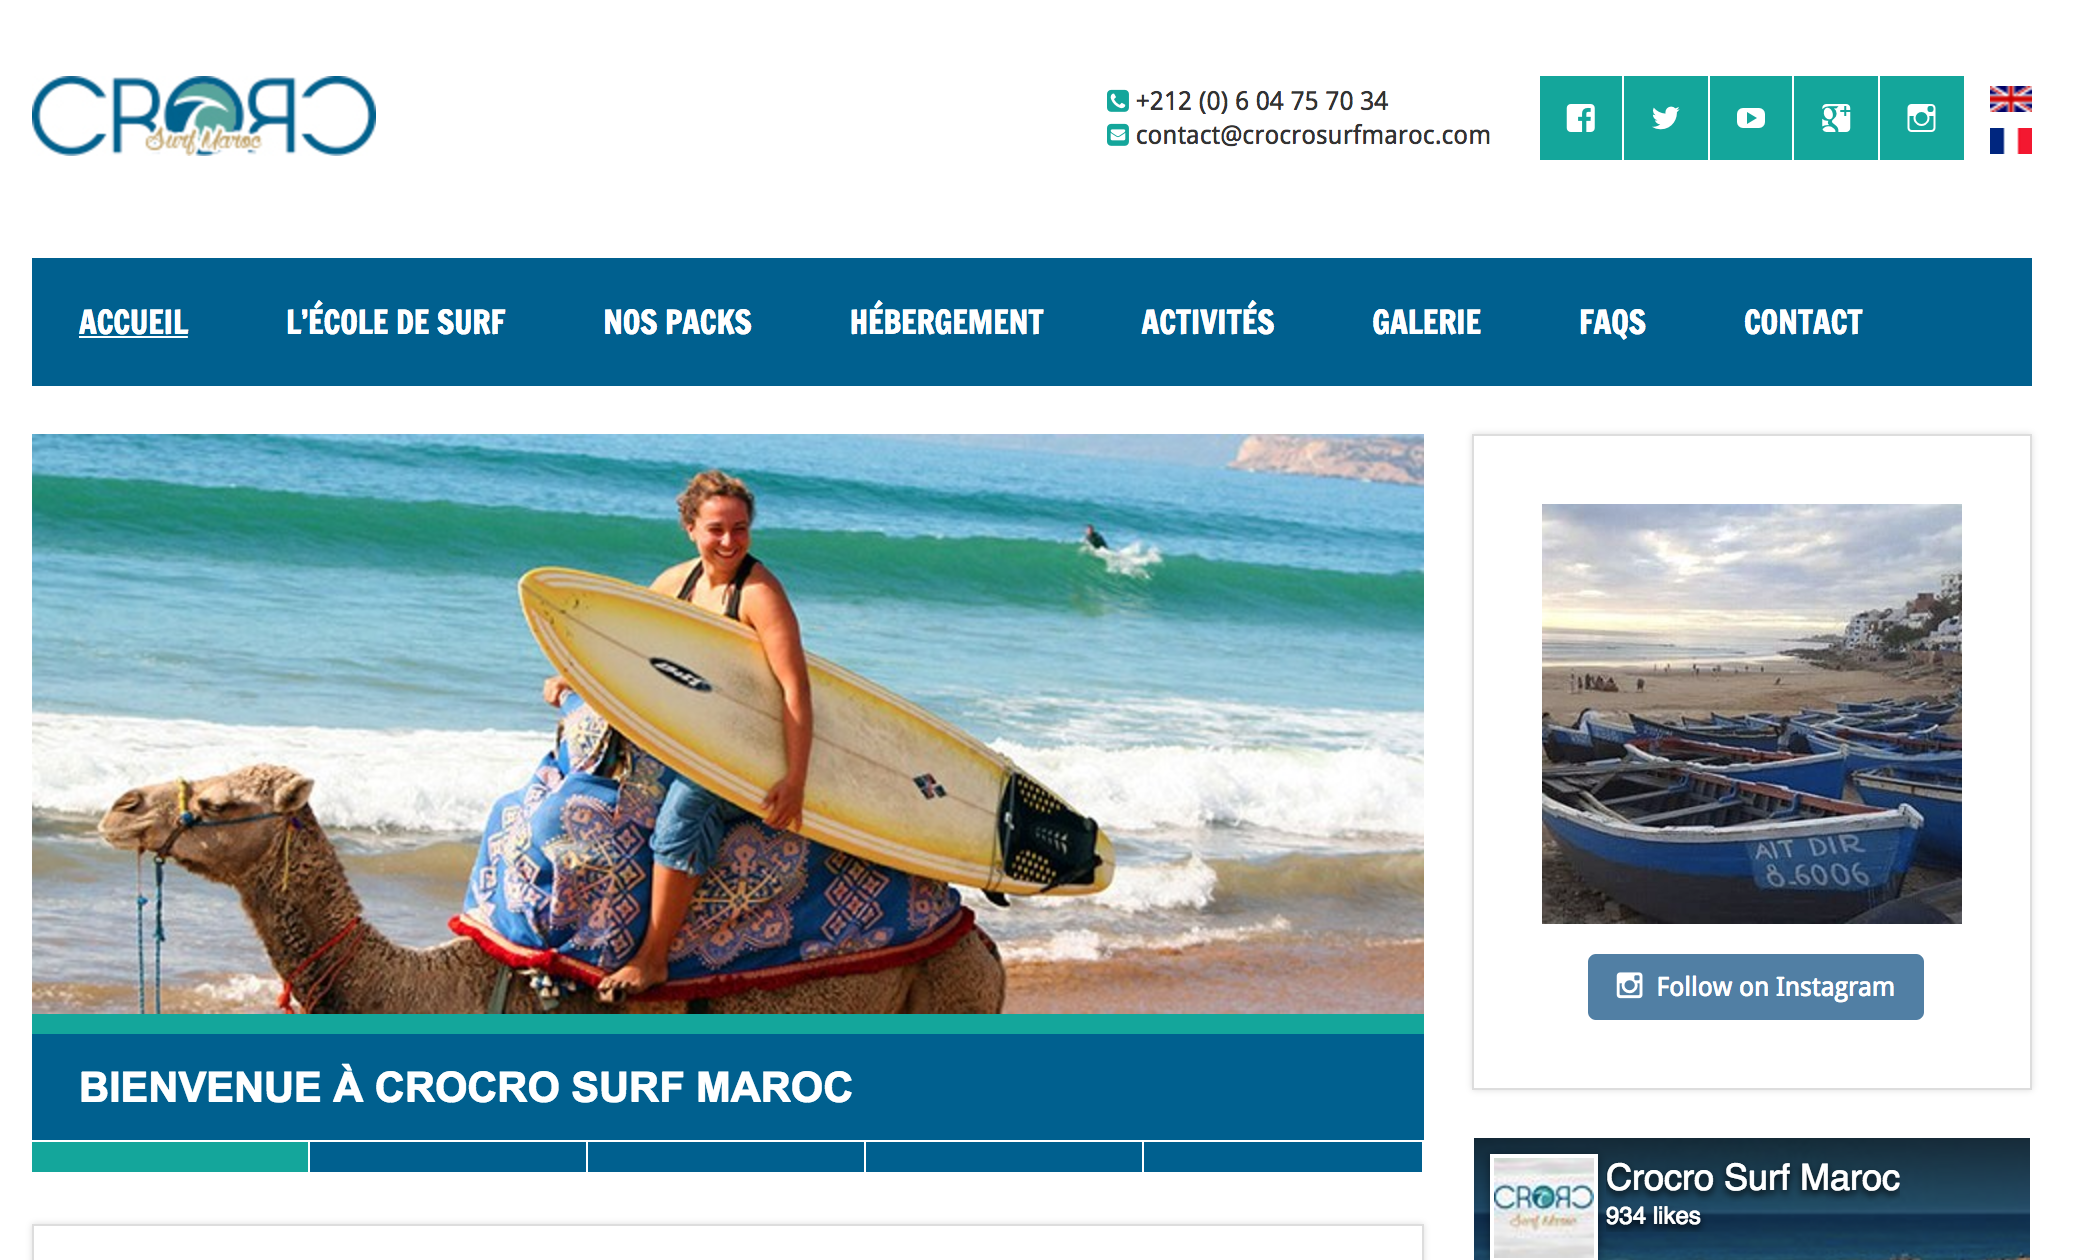 CROCRO
Surf Maroc
+212 (0) 6 04 75 70 34
contact@crocrosurfmaroc.com
ACCUEIL
L'ÉCOLE DE SURF
NOS PACKS
HÉBERGEMENT
ACTIVITÉS
GALERIE
FAQS
CONTACT
AIT DIR
8-6006
Follow on Instagram
BIENVENUE À CROCRO SURF MAROC
CROCRO
Surf Maroc
Crocro Surf Maroc
934 likes